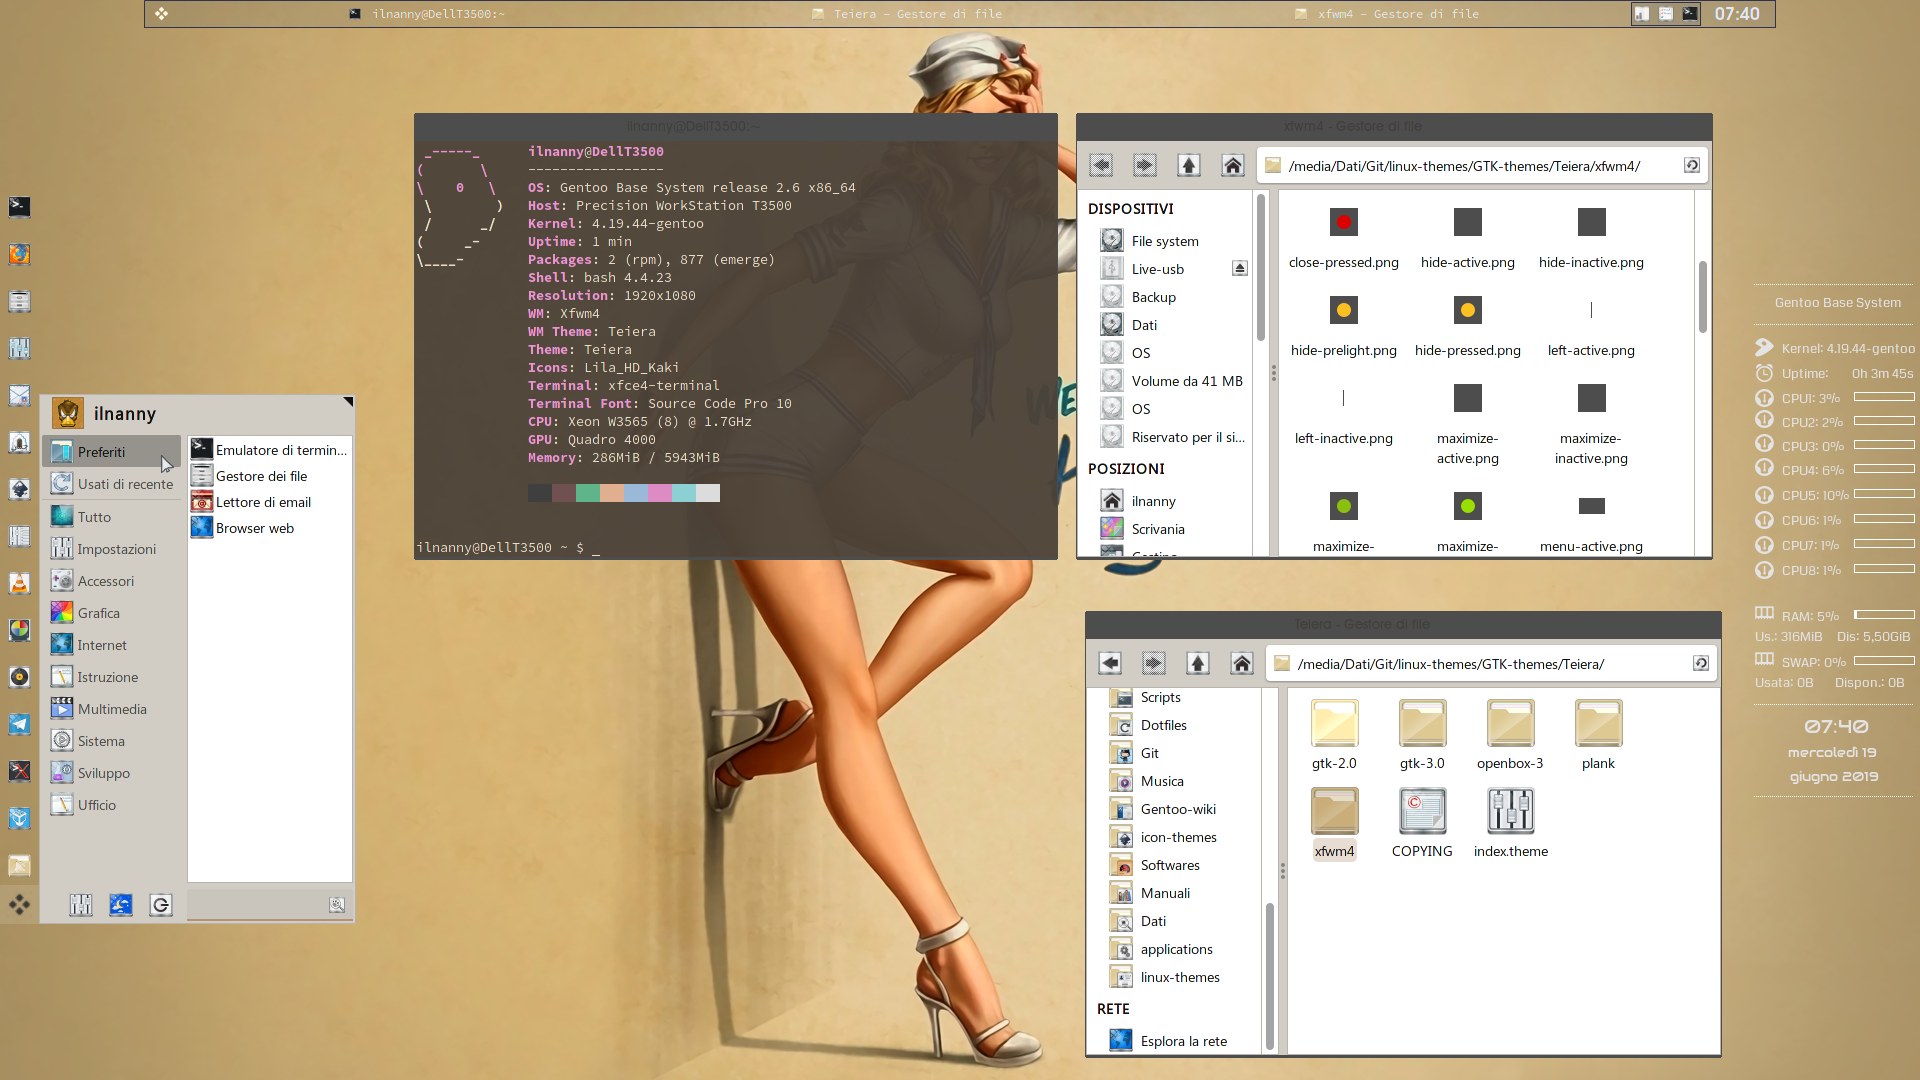 ilnanny@DellT3500:~
Teiera - Gestore di file
xfwm4 - Gestore di file
07:40
ilnanny@DellT3500:~
_-----_
(       \
\    0   \
 \        )
 /      _/
(     _-
\____-
ilnanny@DellT3500
-----------------
OS: Gentoo Base System release 2.6 x86_64
Host: Precision WorkStation T3500
Kernel: 4.19.44-gentoo
Uptime: 1 min
Packages: 2 (rpm), 877 (emerge)
Shell: bash 4.4.23
Resolution: 1920x1080
WM: Xfwm4
WM Theme: Teiera
Theme: Teiera
Icons: Lila_HD_Kaki
Terminal: xfce4-terminal
Terminal Font: Source Code Pro 10
CPU: Xeon W3565 (8) @ 1.7GHz
GPU: Quadro 4000
Memory: 286MiB / 5943MiB
ilnanny@DellT3500 ~ $ _
xfwm4 - Gestore di file
/media/Dati/Git/linux-themes/GTK-themes/Teiera/xfwm4/
DISPOSITIVI
File system
Live-usb
Backup
Dati
OS
Volume da 41 MB
OS
Riservato per il si...
POSIZIONI
ilnanny
Scrivania
Cestino
close-pressed.png
hide-active.png
hide-inactive.png
hide-prelight.png
hide-pressed.png
left-active.png
left-inactive.png
maximize-
active.png
maximize-
inactive.png
maximize-
maximize-
menu-active.png
Teiera - Gestore di file
/media/Dati/Git/linux-themes/GTK-themes/Teiera/
Scripts
Dotfiles
Git
Musica
Gentoo-wiki
icon-themes
Softwares
Manuali
Dati
applications
linux-themes
RETE
Esplora la rete
gtk-2.0
gtk-3.0
openbox-3
plank
xfwm4
COPYING
index.theme
ilnanny
Preferiti
Usati di recente
Tutto
Impostazioni
Accessori
Grafica
Internet
Istruzione
Multimedia
Sistema
Sviluppo
Ufficio
Emulatore di termin...
Gestore dei file
Lettore di email
Browser web
Gentoo Base System
Kernel: 4.19.44-gentoo
Uptime: 0h 3m 45s
CPU1: 3%
CPU2: 2%
CPU3: 0%
CPU4: 6%
CPU5: 10%
CPU6: 1%
CPU7: 1%
CPU8: 1%
RAM: 5%
Us.: 316MiB Dis: 5,50GiB
SWAP: 0%
Usata: 0B Dispon.: 0B
07:40
mercoledì 19
giugno 2019